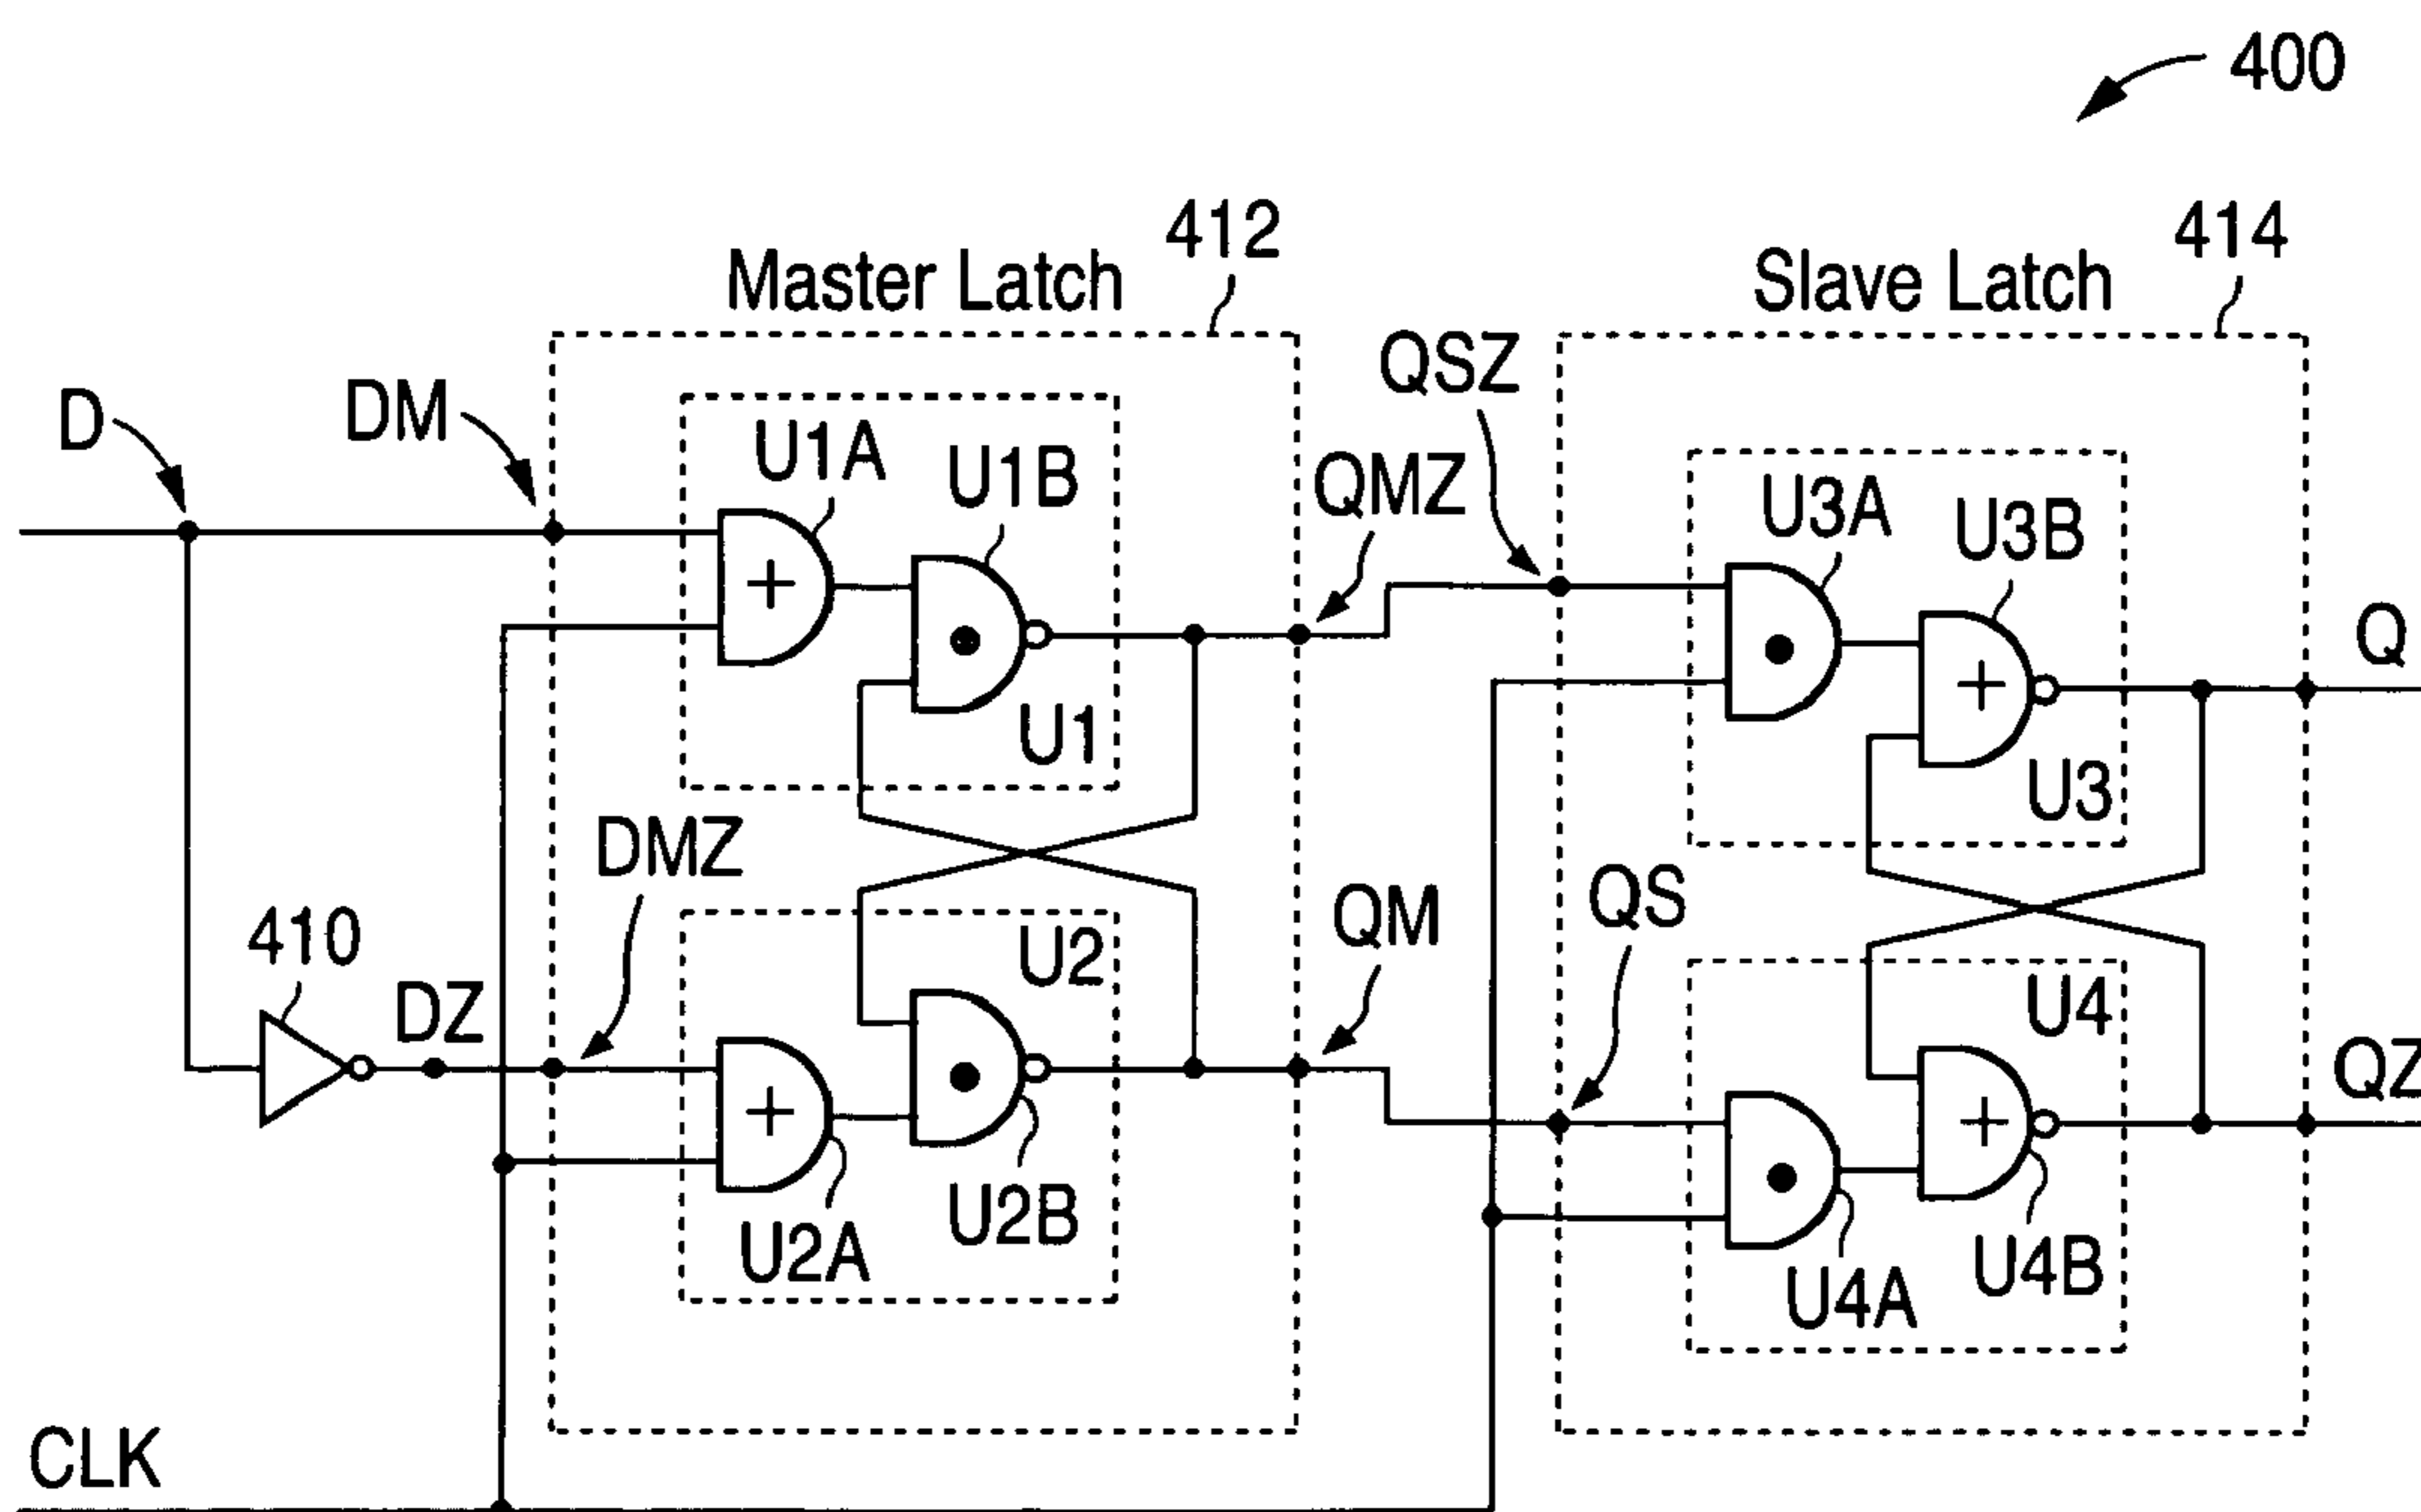 400
412
414
Master Latch
Slave Latch
QSZ
D
DM
U1A
U1B
QMZ
U3A
U3B
Q
U1
U3
DMZ
QM
QS
410
DZ
U2
U4
QZ
U2A
U2B
U4A
U4B
CLK